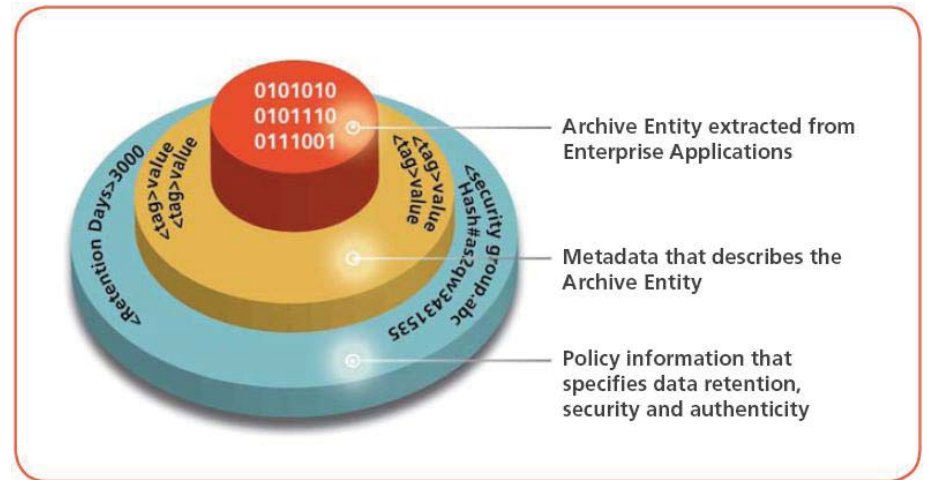 0101010
0101110
0111001
<tag>value
<tag>value
<tag>value
<tag>value
<Retention Days>3000
<security group.abc
Hash#as2qw3431535
Archive Entity extracted from
Enterprise Applications
Metadata that describes the
Archive Entity
Policy information that
specifies data retention,
security and authenticity